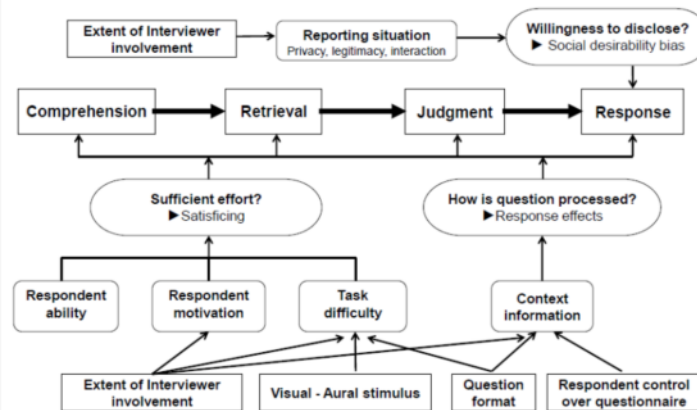 Extent of Interviewer
involvement
Reporting situation
Privacy, legitimacy, interaction
Willingness to disclose?
► Social desirability bias
Comprehension
Retrieval
Judgment
Response
Sufficient effort?
►Satisficing
How is question processed?
►Response effects
Respondent
ability
Respondent
motivation
Task
difficulty
Context
information
Extent of Interviewer
involvement
Visual - Aural stimulus
Question
format
Respondent control
over questionnaire